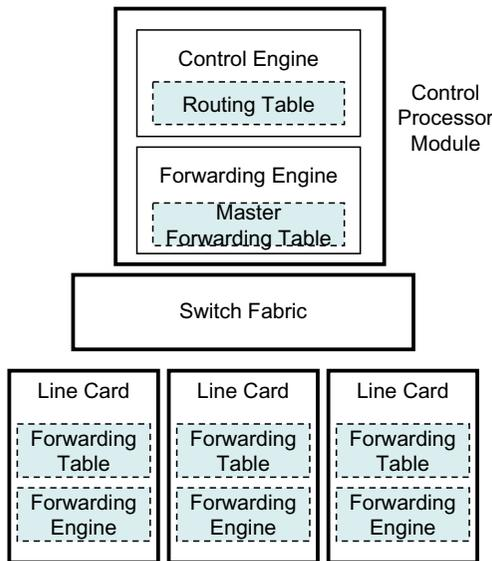 Control Engine
Routing Table
Control
Processor
Module
Forwarding Engine
Master
Forwarding Table
Switch Fabric
Line Card
Forwarding
Table
Forwarding
Engine
Line Card
Forwarding
Table
Forwarding
Engine
Line Card
Forwarding
Table
Forwarding
Engine